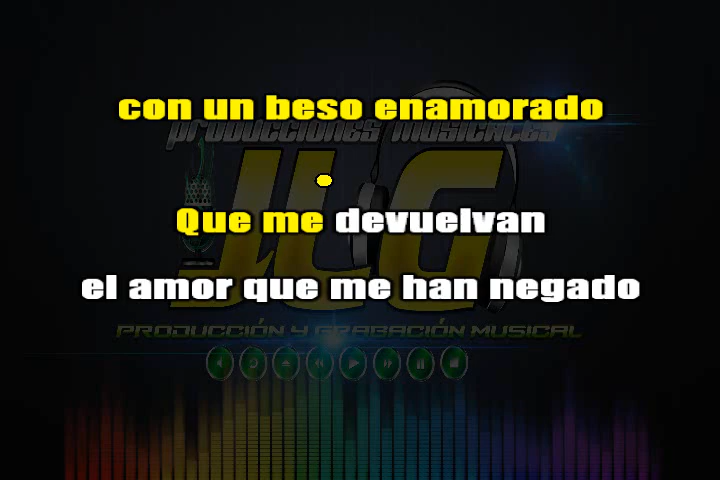 con un beso enamorado
PRODUCCIONES MUSICALES
JLG
Que me devuelvan
el amor que me han negado
PRODUCCIÓN Y GRABACIÓN MUSICAL